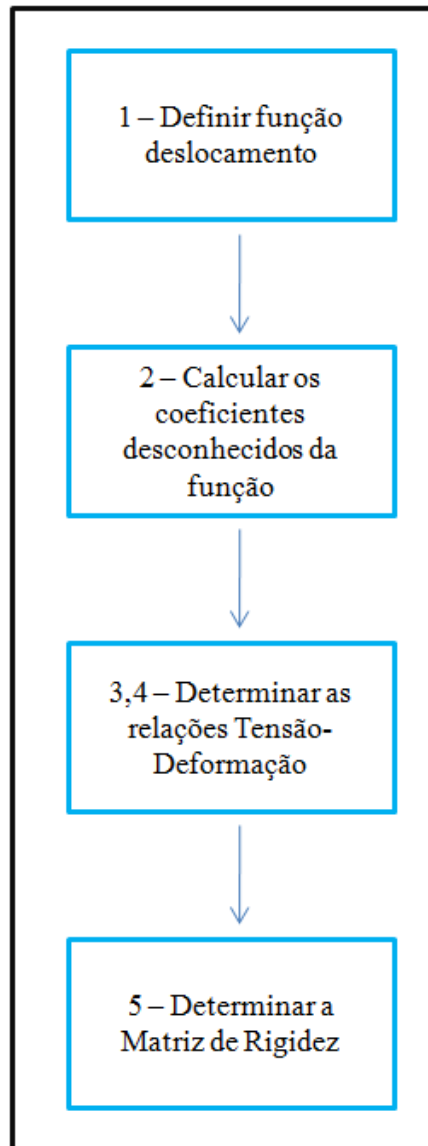 1 – Definir função
deslocamento
2 – Calcular os
coeficientes
desconhecidos da
função
3,4 – Determinar as
relações Tensão-
Deformação
5 – Determinar a
Matriz de Rigidez